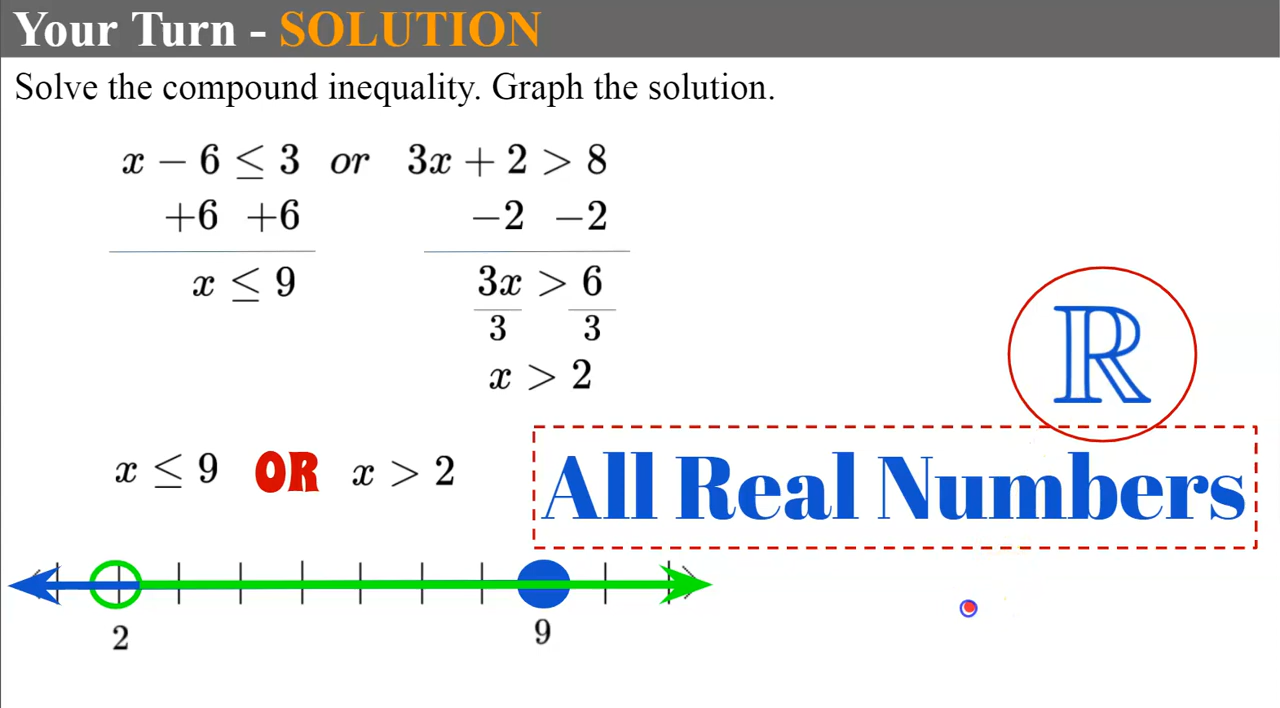 Your Turn - SOLUTION
Solve the compound inequality. Graph the solution.
x − 6 ≤ 3 or 3x + 2 > 8
+6 +6 −2 −2
x ≤ 9 3x > 6
3 3
x > 2
ℝ
x ≤ 9 OR x > 2
All Real Numbers
2 9